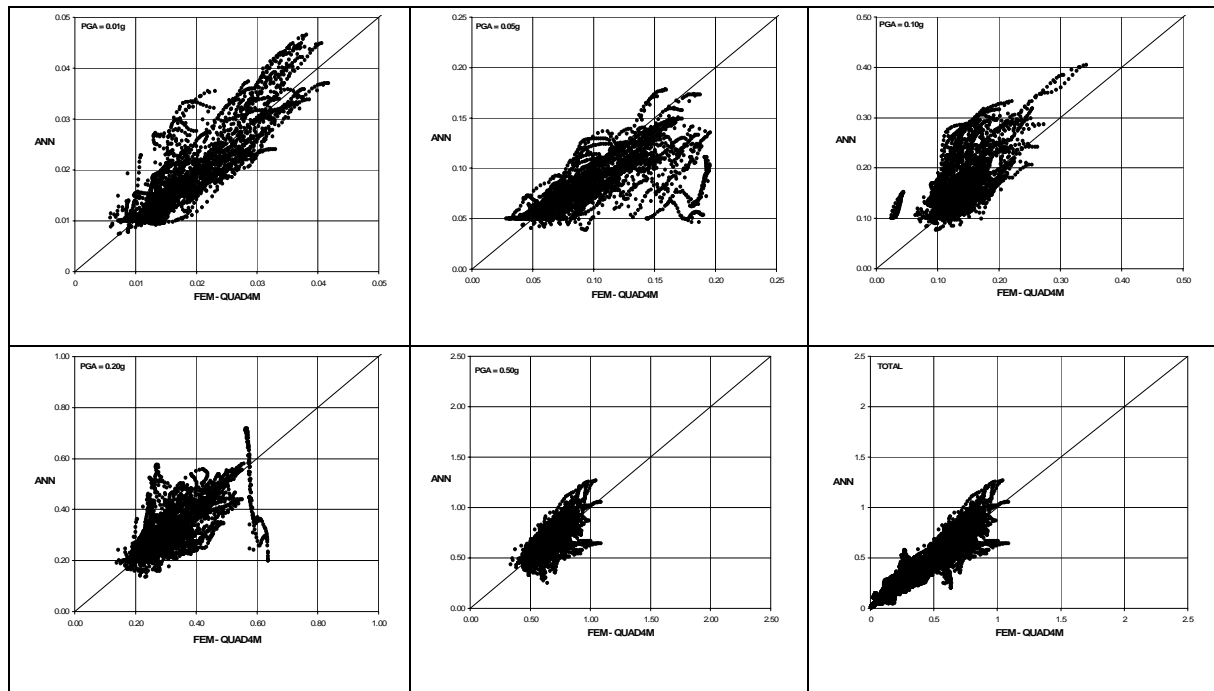 PGA = 0.01g
0.05
0.04
0.03
ANN
0.02
0.01
0
0 0.01 0.02 0.03 0.04 0.05
FEM - QUAD4M
PGA = 0.05g
0.25
0.20
0.15
ANN
0.10
0.05
0.00
0.00 0.05 0.10 0.15 0.20 0.25
FEM - QUAD4M
PGA = 0.10g
0.50
0.40
0.30
ANN
0.20
0.10
0.00
0.00 0.10 0.20 0.30 0.40 0.50
FEM - QUAD4M
PGA = 0.20g
1.00
0.80
0.60
ANN
0.40
0.20
0.00
0.00 0.20 0.40 0.60 0.80 1.00
FEM - QUAD4M
PGA = 0.50g
2.50
2.00
1.50
ANN
1.00
0.50
0.00
0.00 0.50 1.00 1.50 2.00 2.50
FEM - QUAD4M
TOTAL
2.5
2
1.5
ANN
1
0.5
0
0 0.5 1 1.5 2 2.5
FEM - QUAD4M